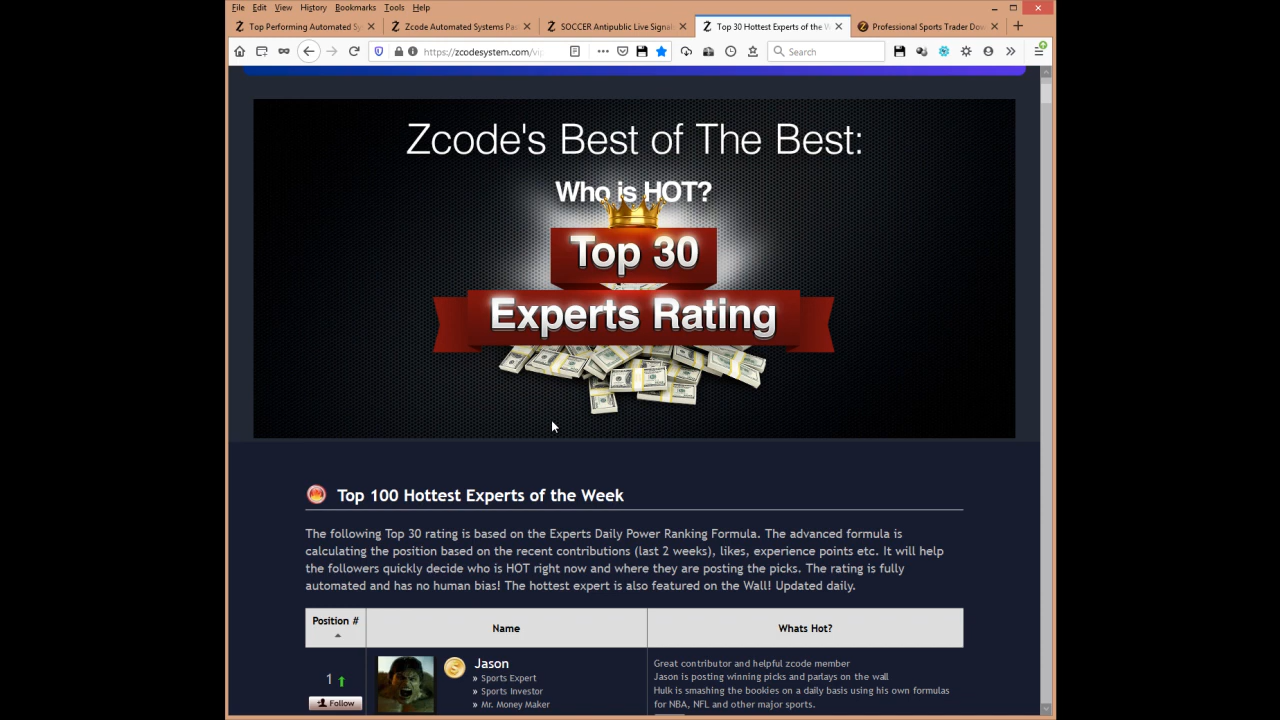 File Edit View History Bookmarks Tools Help
Top Performing Automated Sy
Zcode Automated Systems Pa
SOCCER Antipublic Live Signal
Top 30 Hottest Experts of the W
Professional Sports Trader Dow
https://zcodesystem.com/vip
Search
Zcode's Best of The Best:
Who is HOT?
Top 30
Experts Rating
Top 100 Hottest Experts of the Week
The following Top 30 rating is based on the Experts Daily Power Ranking Formula. The advanced formula is
calculating the position based on the recent contributions (last 2 weeks), likes, experience points etc. It will help
the followers quickly decide who is HOT right now and where they are posting the picks. The rating is fully
automated and has no human bias! The hottest expert is also featured on the Wall! Updated daily.
Position # Name Whats Hot?
1
Follow
Jason
» Sports Expert
» Sports Investor
» Mr. Money Maker
Great contributor and helpful zcode member
Jason is posting winning picks and parlays on the wall
Hulk is smashing the bookies on a daily basis using his own formulas
for NBA, NFL and other major sports.